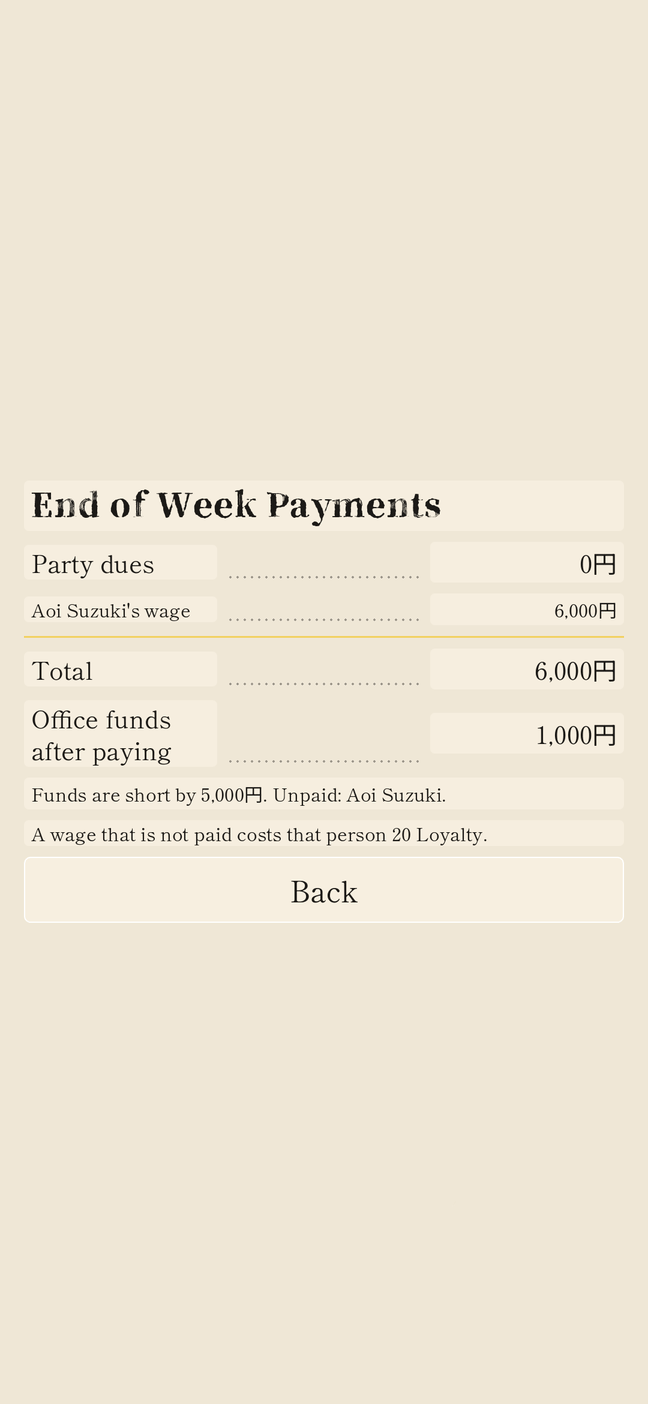 End of Week Payments
Party dues 0円
Aoi Suzuki's wage 6,000円
Total 6,000円
Office funds
after paying 1,000円
Funds are short by 5,000円. Unpaid: Aoi Suzuki.
A wage that is not paid costs that person 20 Loyalty.
Back